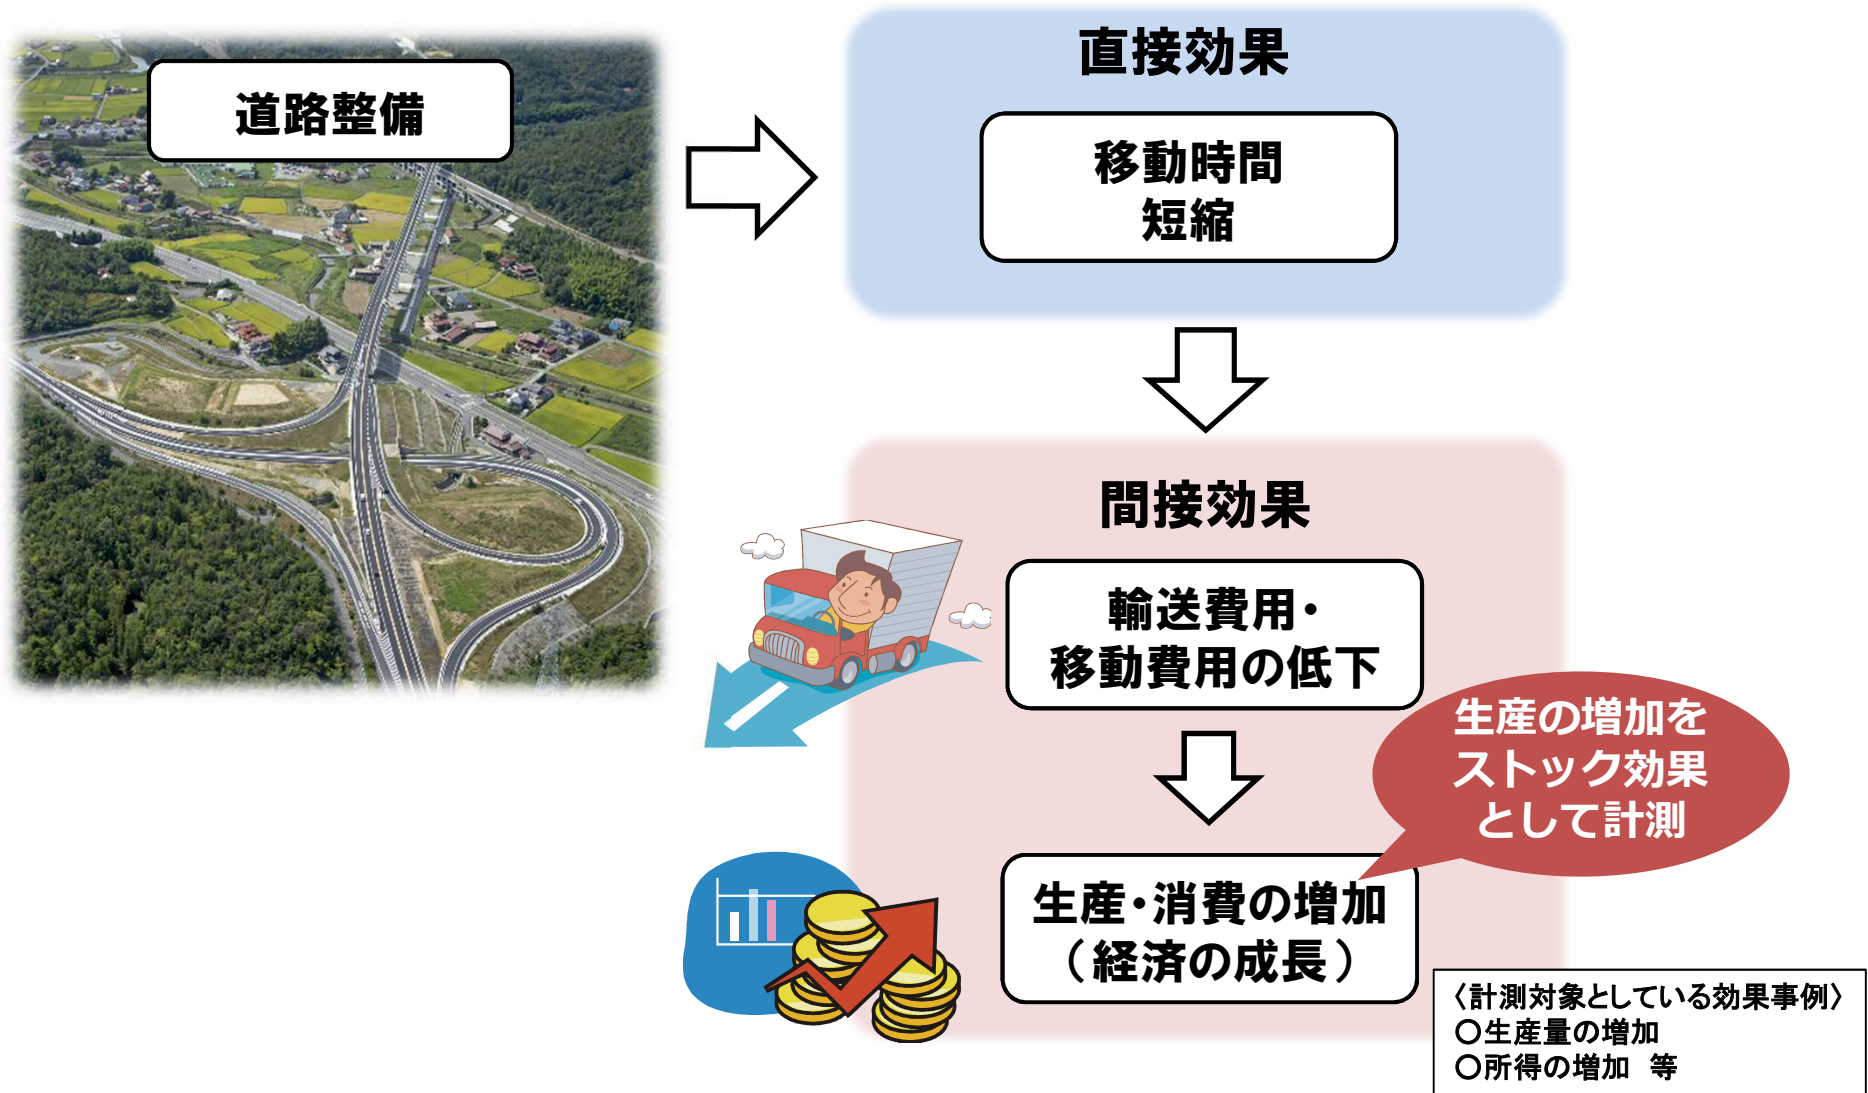 道路整備
直接効果
移動時間
短縮
間接効果
輸送費用・
移動費用の低下
生産の増加を
ストック効果
として計測
生産・消費の増加
（経済の成長）
〈計測対象としている効果事例〉
○生産量の増加
○所得の増加　等